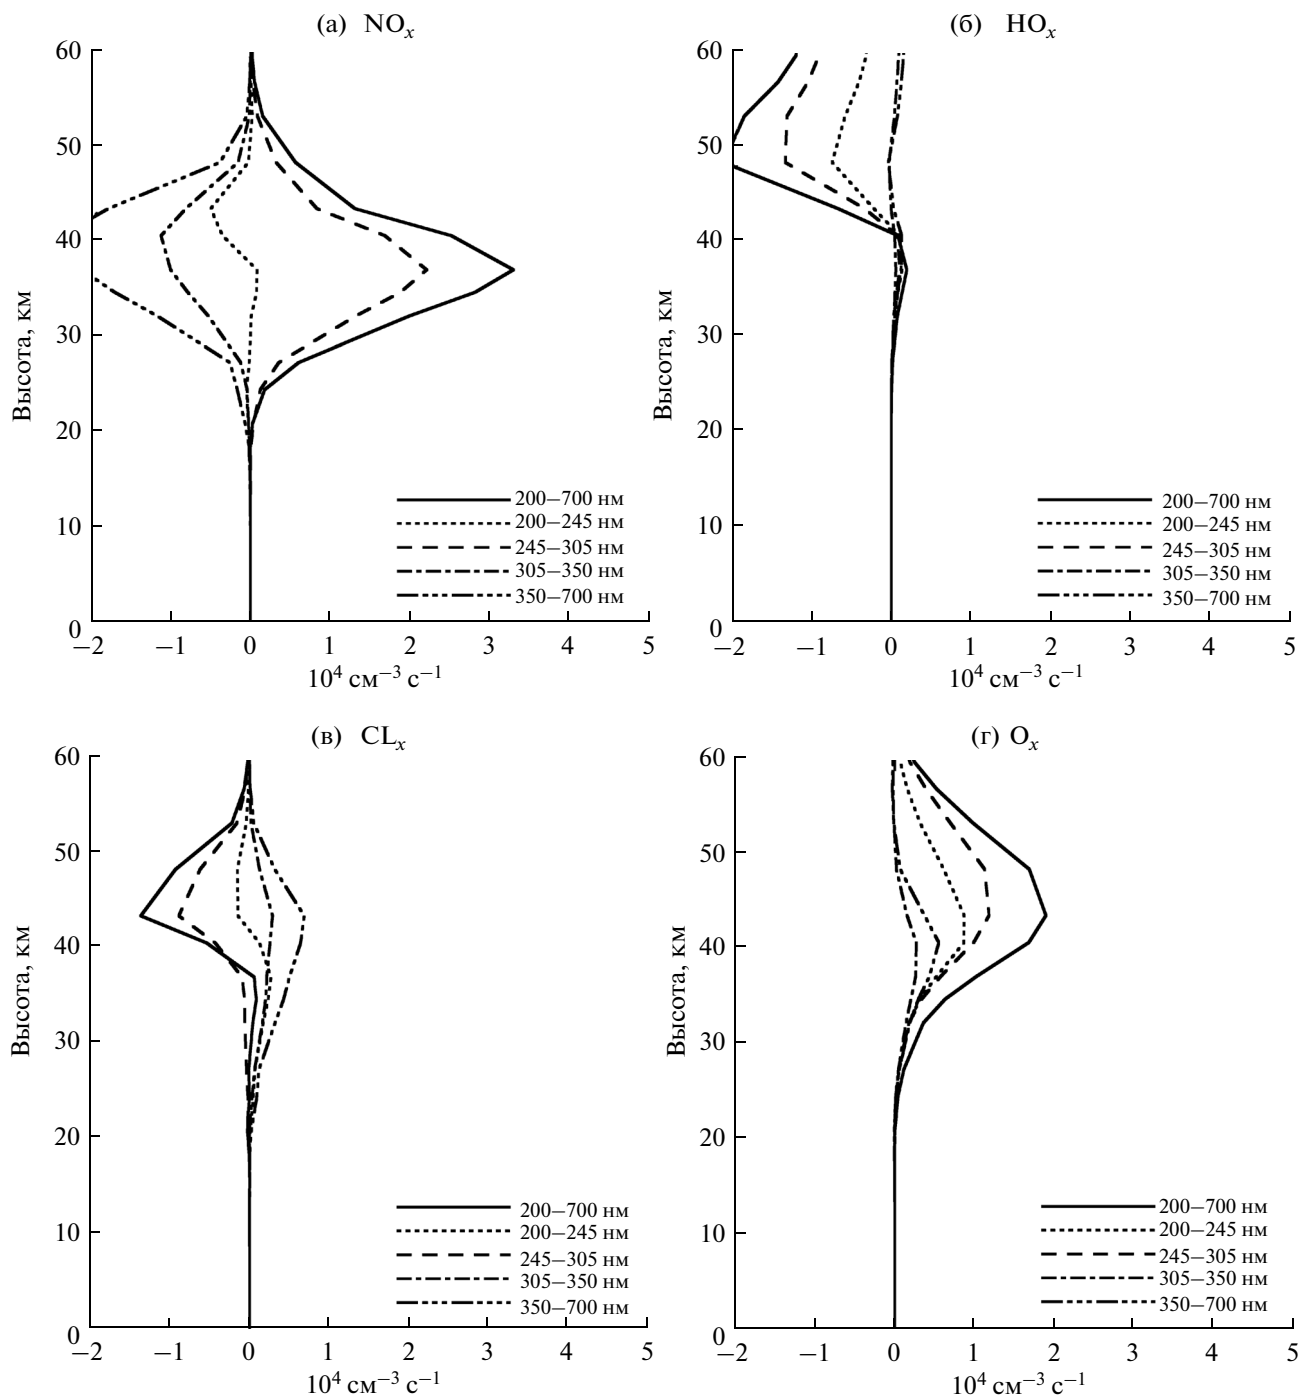 (а) NOₓ
60
50
40
30
20
10
0
Высота, км
200–700 нм
200–245 нм
245–305 нм
305–350 нм
350–700 нм
–2 –1 0 1 2 3 4 5
10⁴ см⁻³ с⁻¹
(б) HOₓ
60
50
40
30
20
10
0
Высота, км
200–700 нм
200–245 нм
245–305 нм
305–350 нм
350–700 нм
–2 –1 0 1 2 3 4 5
10⁴ см⁻³ с⁻¹
(в) CLₓ
60
50
40
30
20
10
0
Высота, км
200–700 нм
200–245 нм
245–305 нм
305–350 нм
350–700 нм
–2 –1 0 1 2 3 4 5
10⁴ см⁻³ с⁻¹
(г) Oₓ
60
50
40
30
20
10
0
Высота, км
200–700 нм
200–245 нм
245–305 нм
305–350 нм
350–700 нм
–2 –1 0 1 2 3 4 5
10⁴ см⁻³ с⁻¹